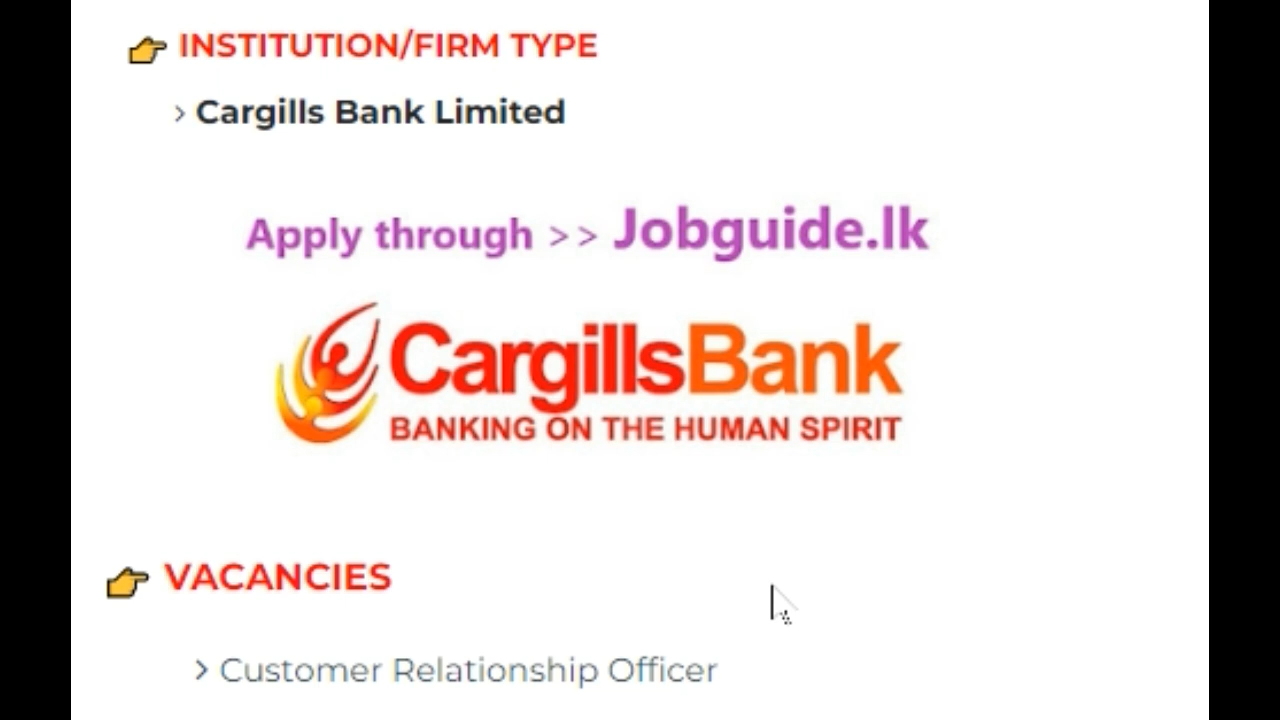 👉 INSTITUTION/FIRM TYPE
> Cargills Bank Limited
Apply through >> Jobguide.lk
CargillsBank
BANKING ON THE HUMAN SPIRIT
👉 VACANCIES
> Customer Relationship Officer